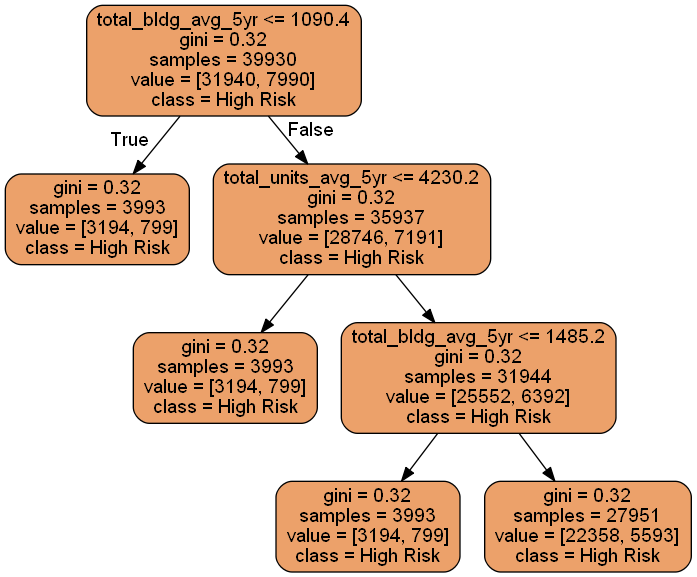 total_bldg_avg_5yr <= 1090.4
gini = 0.32
samples = 39930
value = [31940, 7990]
class = High Risk
True
False
gini = 0.32
samples = 3993
value = [3194, 799]
class = High Risk
total_units_avg_5yr <= 4230.2
gini = 0.32
samples = 35937
value = [28746, 7191]
class = High Risk
gini = 0.32
samples = 3993
value = [3194, 799]
class = High Risk
total_bldg_avg_5yr <= 1485.2
gini = 0.32
samples = 31944
value = [25552, 6392]
class = High Risk
gini = 0.32
samples = 3993
value = [3194, 799]
class = High Risk
gini = 0.32
samples = 27951
value = [22358, 5593]
class = High Risk